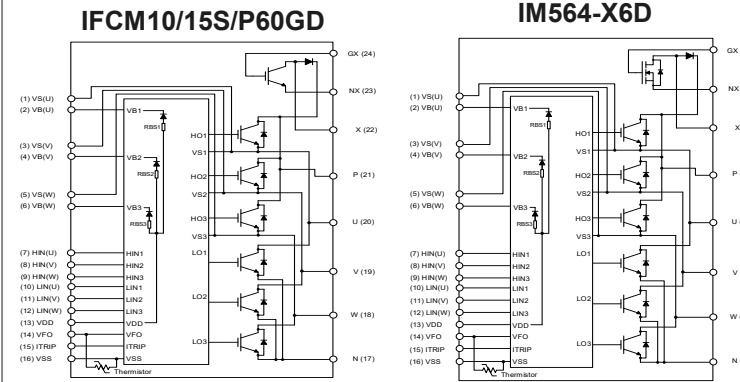 IFCM10/15S/P60GD
GX (24)
NX (23)
(1) VS(U)
(2) VB(U)
VB1
RBS1
X (22)
HO1
(3) VS(V)
VS1
(4) VB(V)
VB2
RBS2
HO2
P (21)
(5) VS(W)
VS2
(6) VB(W)
VB3
RBS3
HO3
U (20)
VS3
(7) HIN(U)
HIN1
LO1
(8) HIN(V)
HIN2
V (19)
(9) HIN(W)
HIN3
(10) LIN(U)
LIN1
(11) LIN(V)
LIN2
LO2
(12) LIN(W)
LIN3
W (18)
(13) VDD
VDD
(14) VFO
VFO
(15) ITRIP
ITRIP
LO3
(16) VSS
VSS
N (17)
Thermistor
IM564-X6D
GX
NX
(1) VS(U)
(2) VB(U)
VB1
RBS1
X
HO1
(3) VS(V)
VS1
(4) VB(V)
VB2
RBS2
HO2
P
(5) VS(W)
VS2
(6) VB(W)
VB3
RBS3
HO3
U
VS3
(7) HIN(U)
HIN1
LO1
(8) HIN(V)
HIN2
V
(9) HIN(W)
HIN3
(10) LIN(U)
LIN1
(11) LIN(V)
LIN2
LO2
(12) LIN(W)
LIN3
W
(13) VDD
VDD
(14) VFO
VFO
(15) ITRIP
ITRIP
LO3
(16) VSS
VSS
N
Thermistor